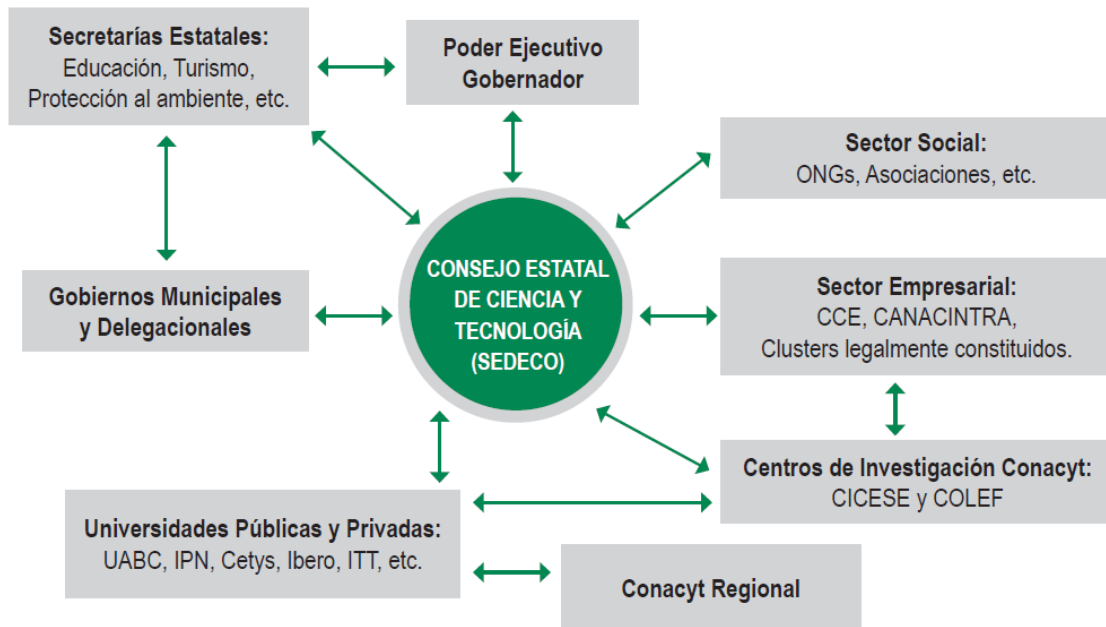 Secretarías Estatales:
Educación, Turismo,
Protección al ambiente, etc.
Poder Ejecutivo
Gobernador
Sector Social:
ONGs, Asociaciones, etc.
CONSEJO ESTATAL
DE CIENCIA Y
TECNOLOGÍA
(SEDECO)
Gobiernos Municipales
y Delegacionales
Sector Empresarial:
CCE, CANACINTRA,
Clusters legalmente constituidos.
Centros de Investigación Conacyt:
CICESE y COLEF
Universidades Públicas y Privadas:
UABC, IPN, Cetys, Ibero, ITT, etc.
Conacyt Regional